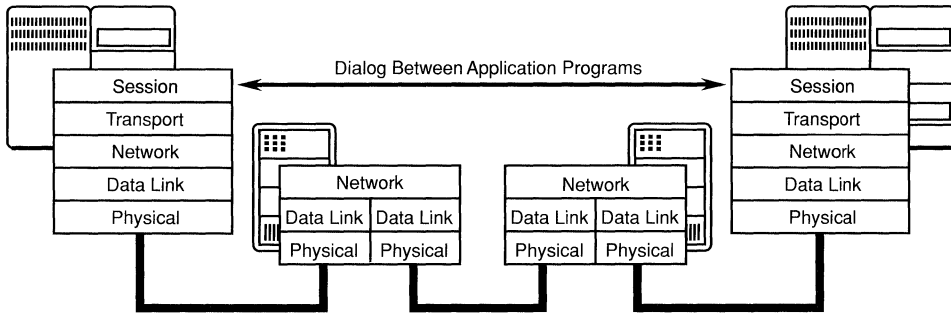 Dialog Between Application Programs
Session
Transport
Network
Data Link
Physical
Network
Data Link Data Link
Physical Physical
Network
Data Link Data Link
Physical Physical
Session
Transport
Network
Data Link
Physical